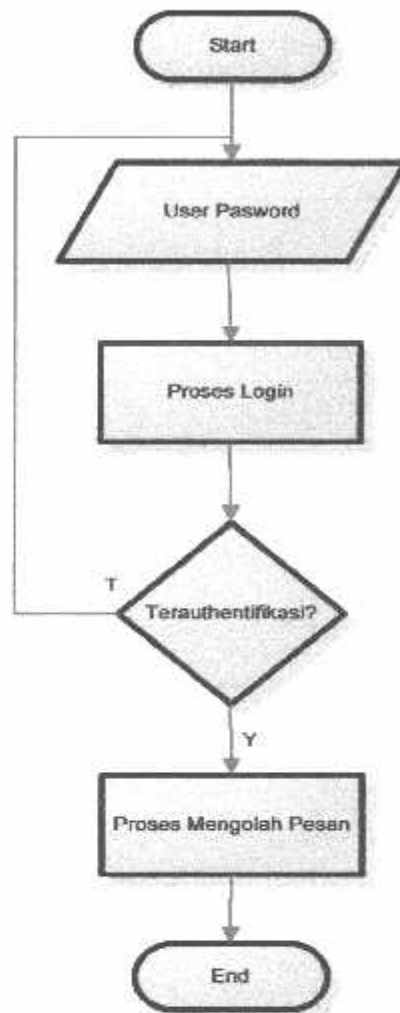 Start
User Pasword
Proses Login
T
Terauthentifikasi?
Y
Proses Mengolah Pesan
End